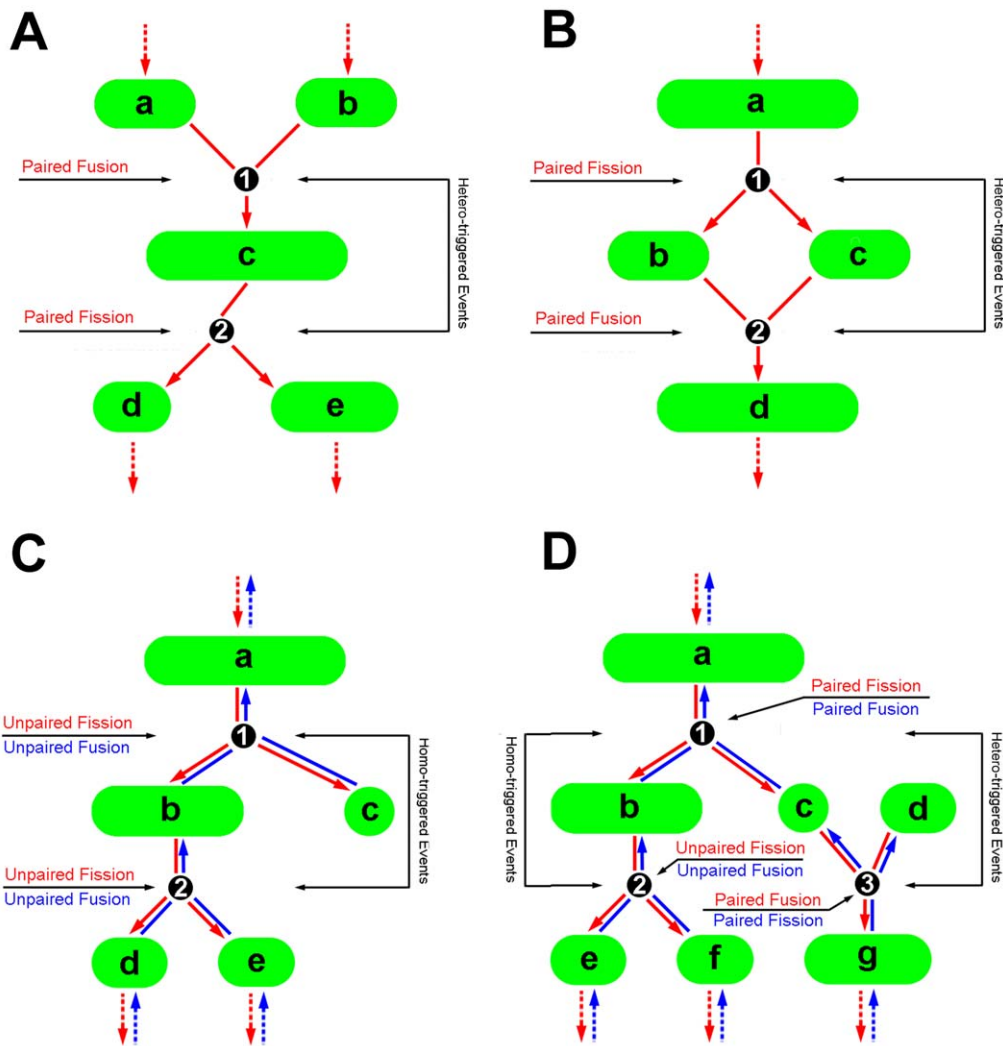 A
a
b
Paired Fusion
1
c
Paired Fission
2
d
e
Hetero-triggered Events
B
a
Paired Fission
1
b
c
Paired Fusion
2
d
Hetero-triggered Events
C
a
Unpaired Fission
Unpaired Fusion
1
b
c
Unpaired Fission
Unpaired Fusion
2
d
e
Homo-triggered Events
D
a
Paired Fission
Paired Fusion
1
Homo-triggered Events
b
c
d
Unpaired Fission
Unpaired Fusion
2
Paired Fusion
Paired Fission
3
e
f
g
Hetero-triggered Events